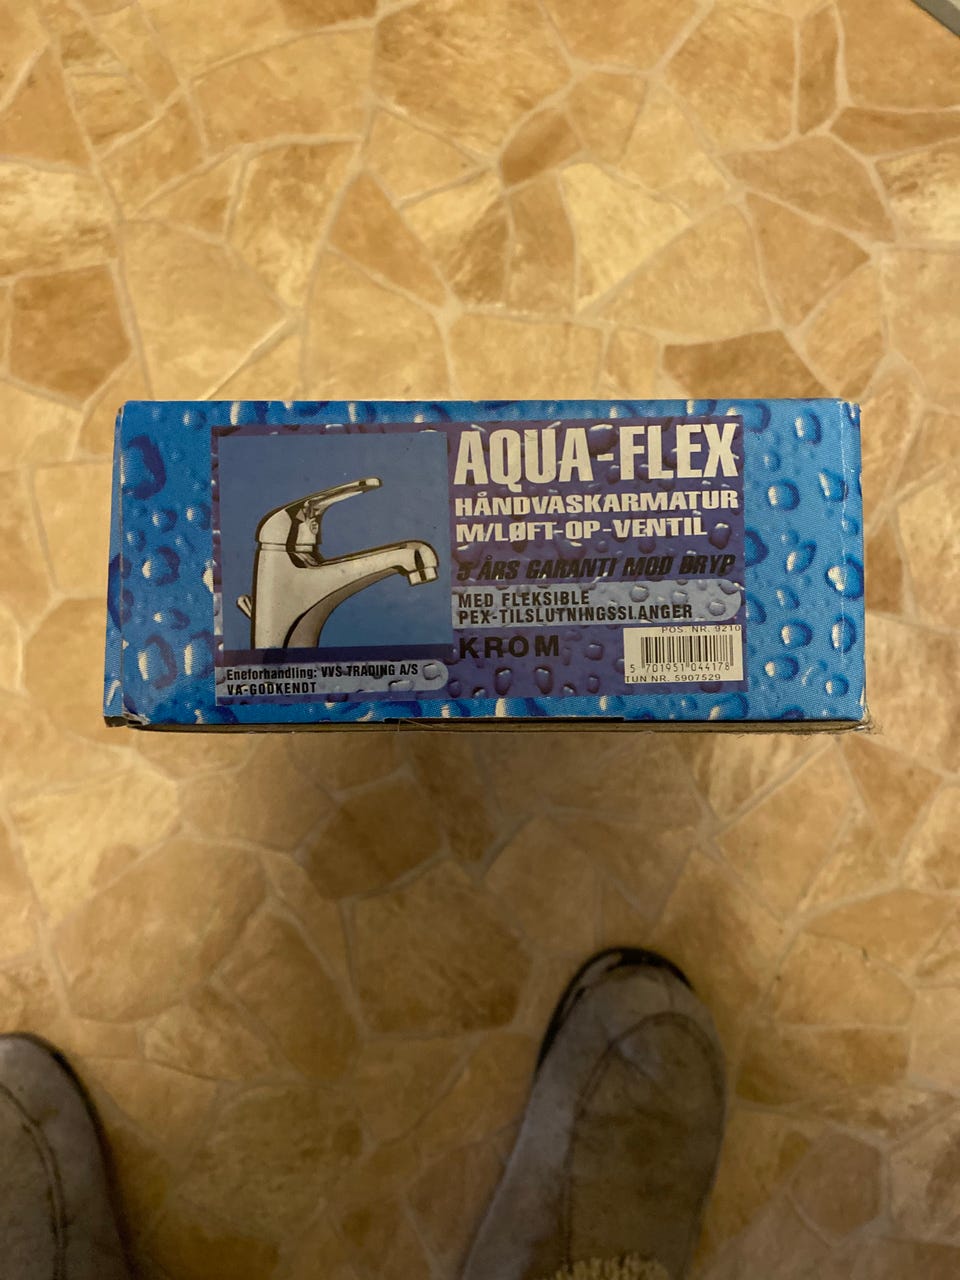 AQUA-FLEX
HÅNDVASKARMATUR
M/LØFT-OP-VENTIL
5 ÅRS GARANTI MOD DRYP
MED FLEKSIBLE
PEX-TILSLUTNINGSSLANGER
KROM
POS. NR. 9210
5 701951 044178
TUN NR. 5907529
Eneforhandling: VVS TRADING A/S
VA-GODKENDT